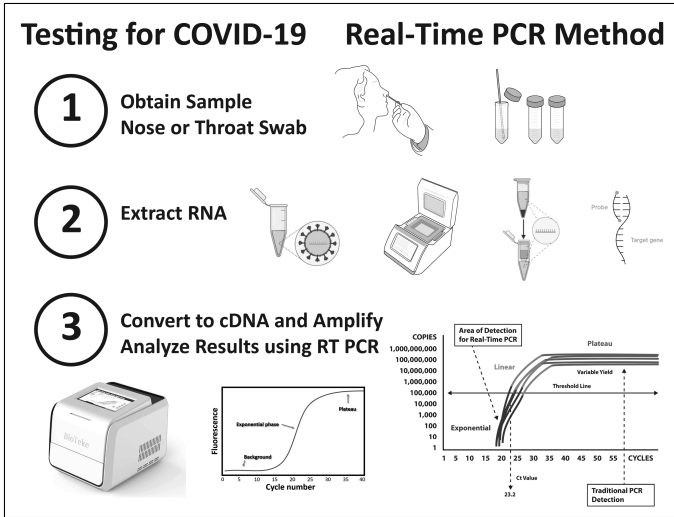 Testing for COVID-19 Real-Time PCR Method
1
Obtain Sample
Nose or Throat Swab
2
Extract RNA
Probe
Target gene
3
Convert to cDNA and Amplify
Analyze Results using RT PCR
bioteke
Fluorescence
Exponential phase
Plateau
Background
0 5 10 15 20 25 30 35 40
Cycle number
COPIES
1,000,000,000
100,000,000
10,000,000
1,000,000
100,000
10,000
1,000
100
10
1
Area of Detection
for Real-Time PCR
Linear
Plateau
Variable Yield
Threshold Line
Exponential
1 5 10 15 20 25 30 35 40 45 50 55 CYCLES
Ct Value
23.2
Traditional PCR
Detection